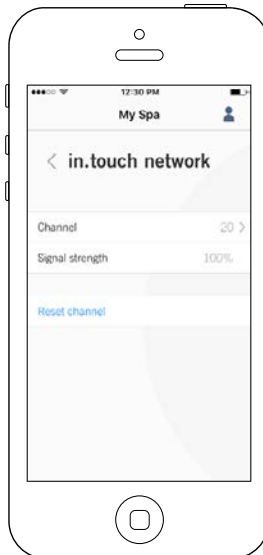 12:30 PM
My Spa
in.touch network
Channel 20
Signal strength 100%
Reset channel